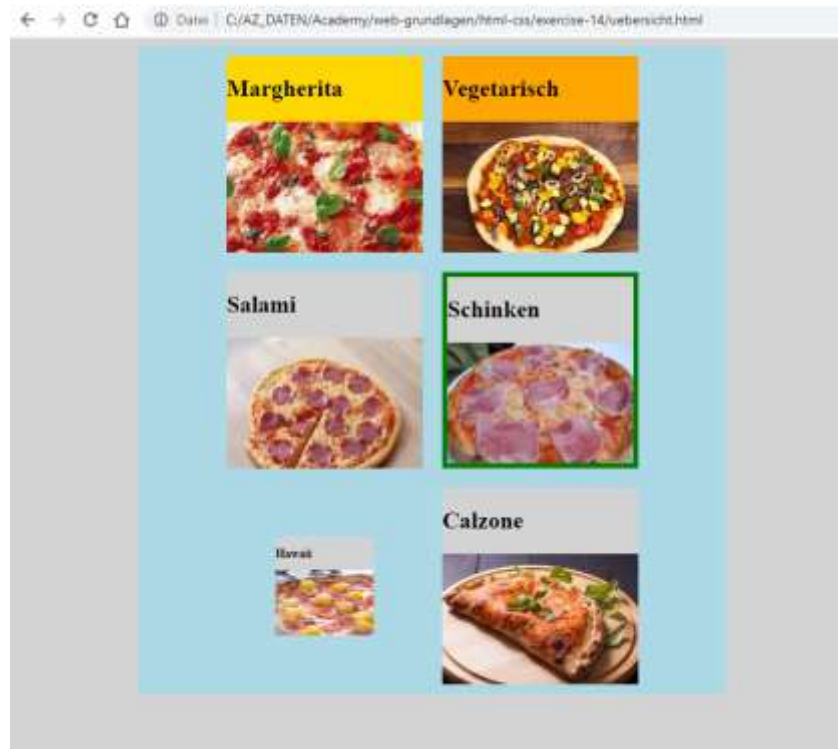 Datei | C:/AZ_DATEN/Academy/web-grundlagen/html-css/exercise-14/uebersicht.html
Margherita
Vegetarisch
Salami
Schinken
Hawaii
Calzone